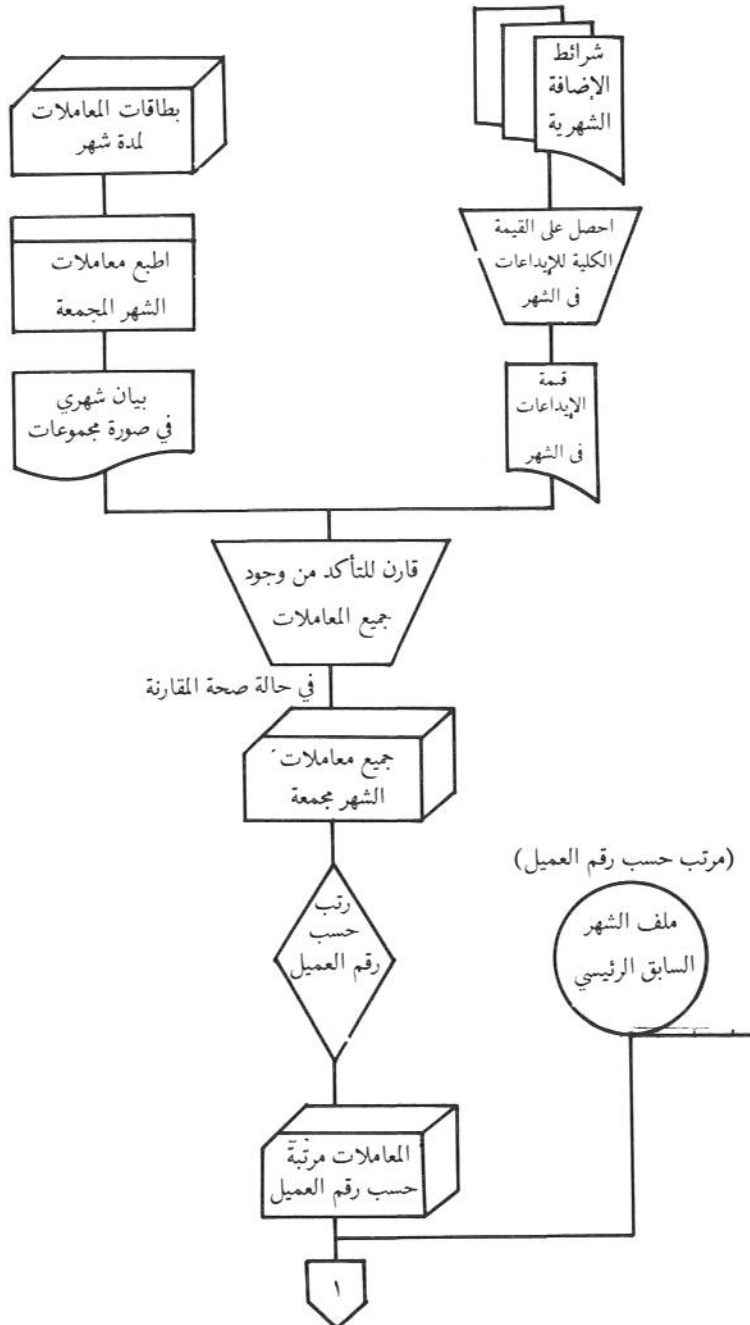 شرائط
الإضافة
الشهرية
بطاقات المعاملات
لمدة شهر
احصل على القيمة
الكلية للإيداعات
فى الشهر
اطبع معاملات
الشهر المجمعة
قيمة
الإيداعات
فى الشهر
بيان شهري
في صورة مجموعات
قارن للتأكد من وجود
جميع المعاملات
في حالة صحة المقارنة
جميع معاملات
الشهر مجمعة
(مرتب حسب رقم العميل)
رتب
حسب
رقم العميل
ملف الشهر
السابق الرئيسي
المعاملات مرتبة
حسب رقم العميل
١